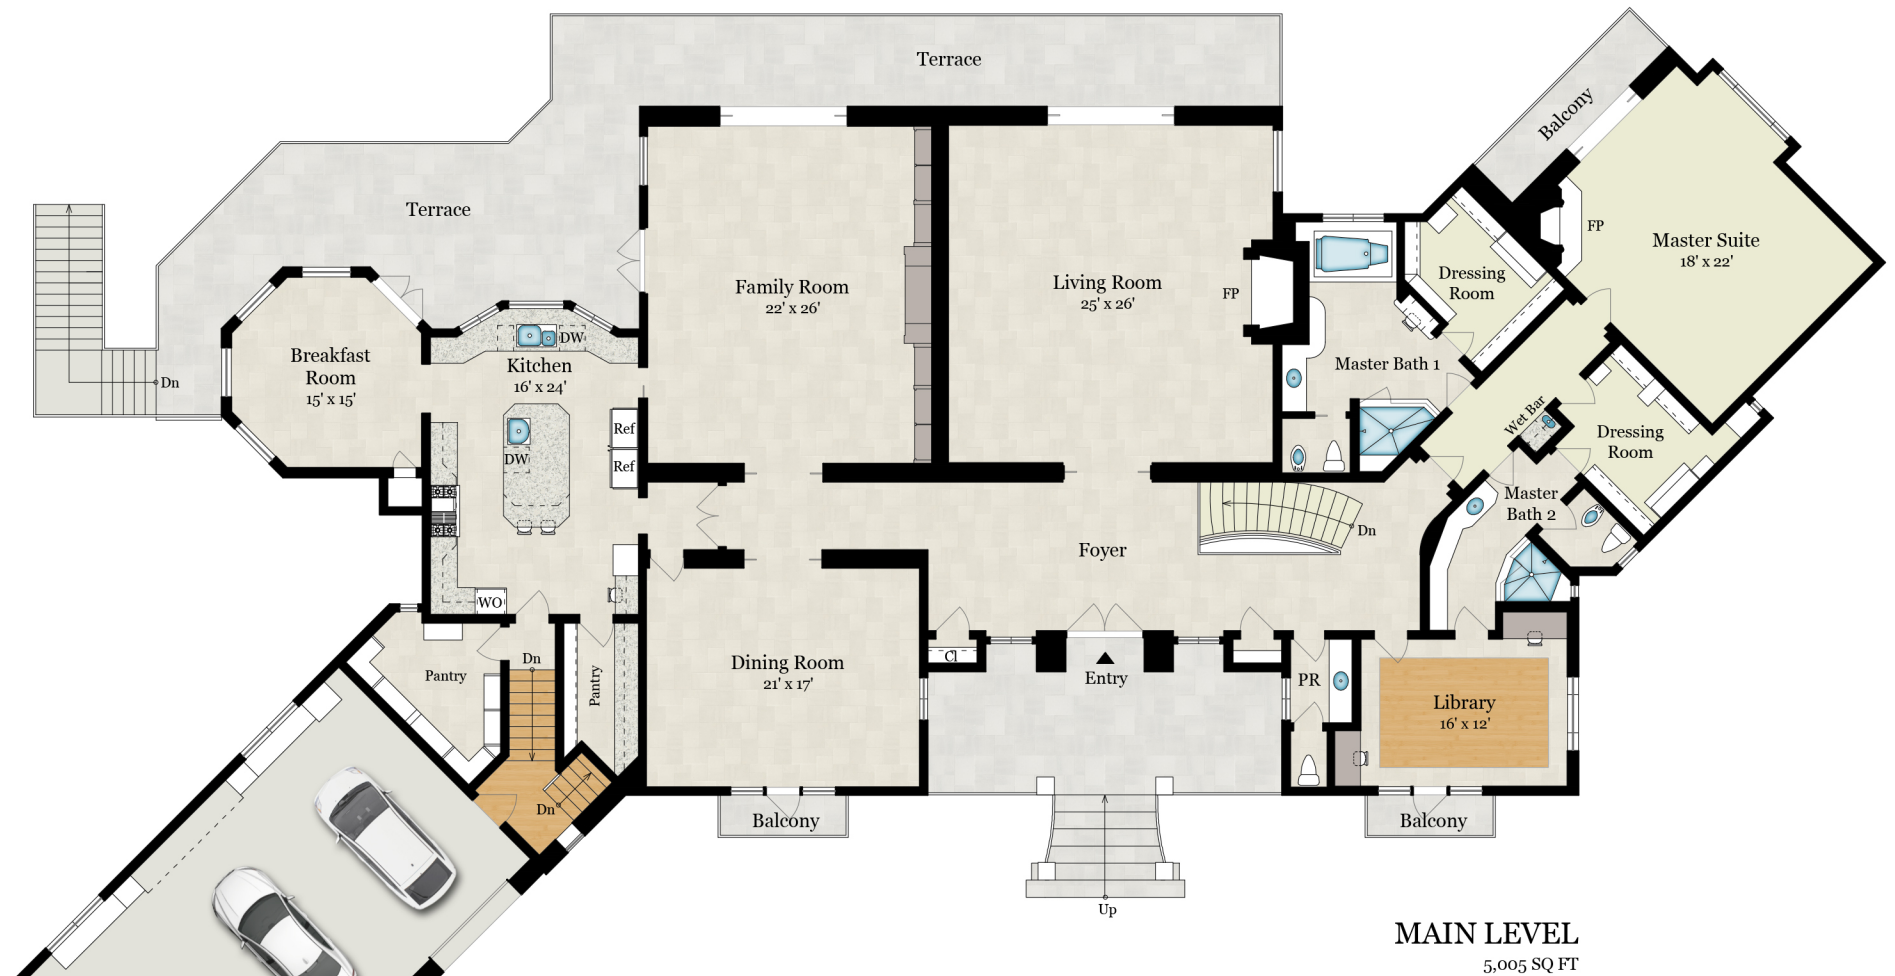 Terrace
Balcony
Terrace
Master Suite
18' x 22'
FP
Dressing
Room
Family Room
22' x 26'
Living Room
25' x 26'
FP
Breakfast
Room
15' x 15'
Dn
DW
Kitchen
16' x 24'
Master Bath 1
Wet Bar
Dressing
Room
Ref
Ref
DW
Master
Bath 2
Dn
Foyer
WO
Cl
Dn
Pantry
Pantry
Dining Room
21' x 17'
Entry
PR
Library
16' x 12'
Dn
Balcony
Balcony
Up
MAIN LEVEL
5,005 SQ FT